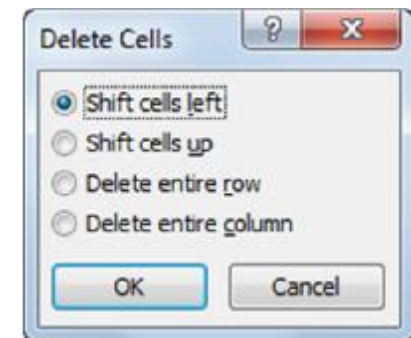 Delete Cells
Shift cells left
Shift cells up
Delete entire row
Delete entire column
OK Cancel